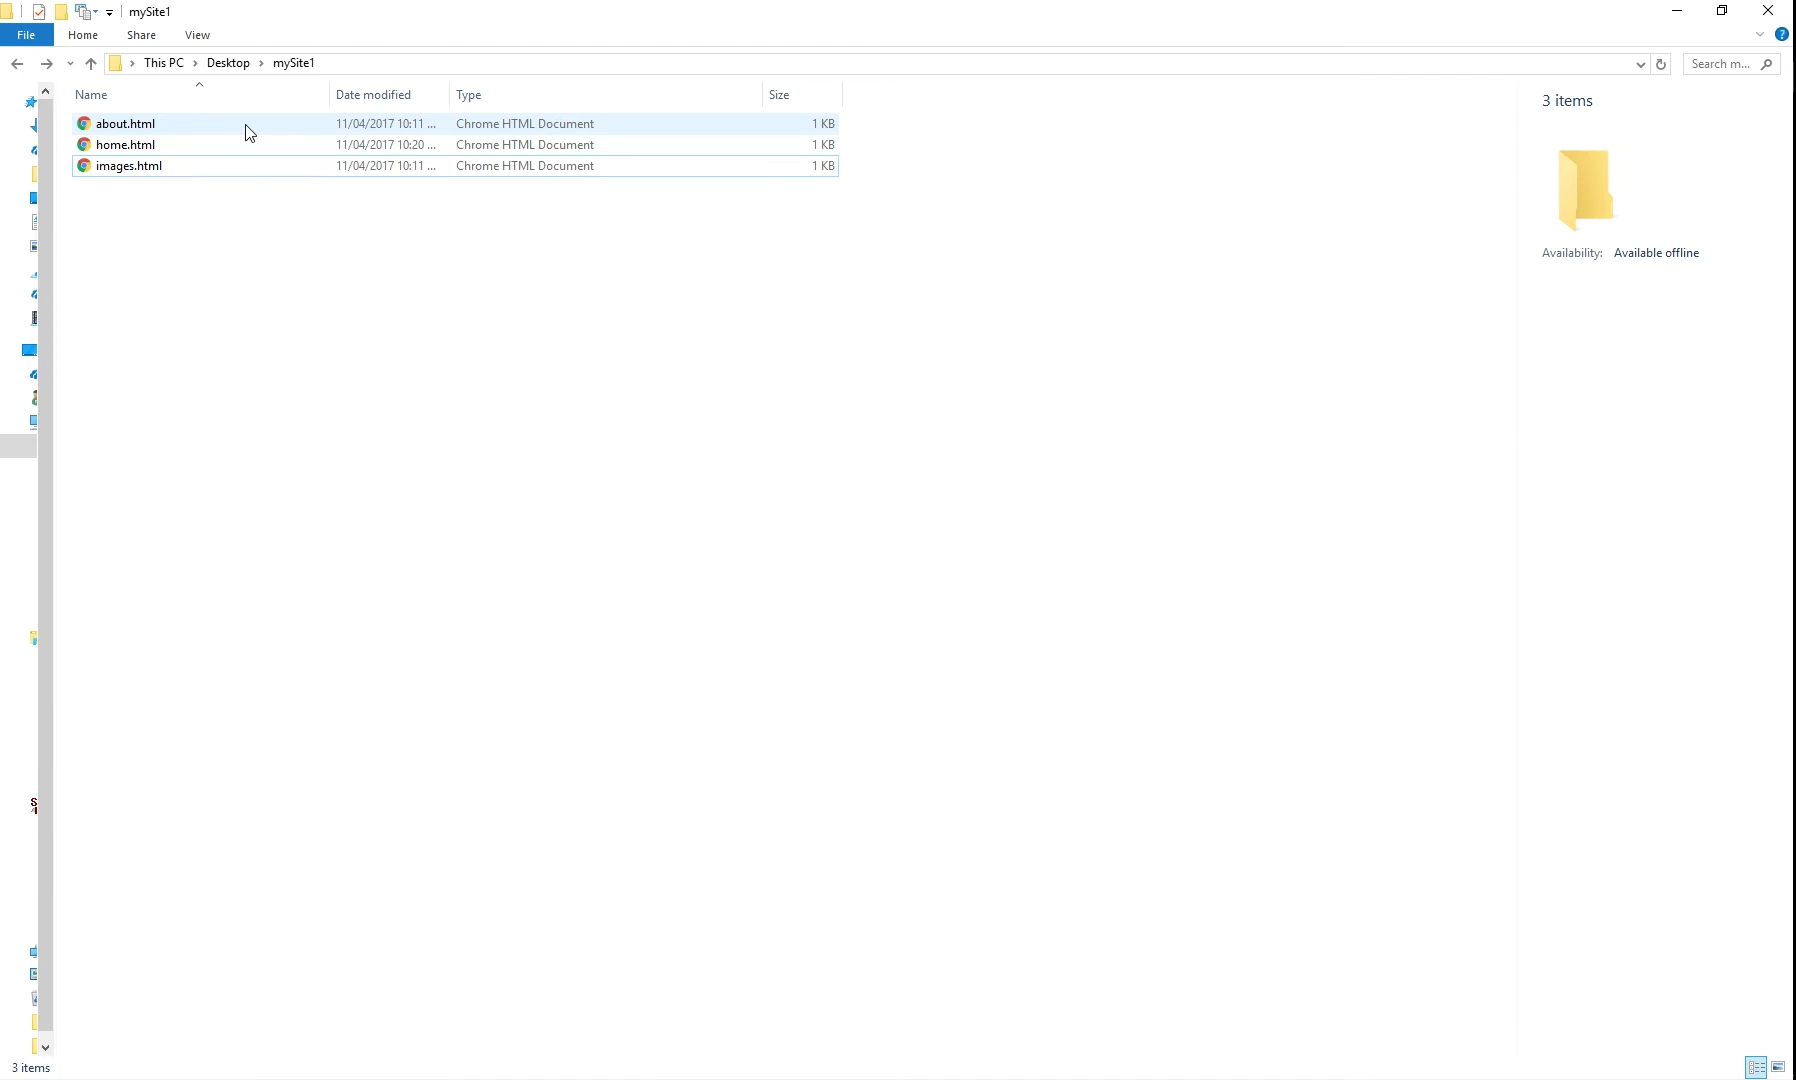 mySite1
File Home Share View
This PC > Desktop > mySite1
Search m...
Name Date modified Type Size
about.html 11/04/2017 10:11 ... Chrome HTML Document 1 KB
home.html 11/04/2017 10:20 ... Chrome HTML Document 1 KB
images.html 11/04/2017 10:11 ... Chrome HTML Document 1 KB
3 items
Availability: Available offline
3 items